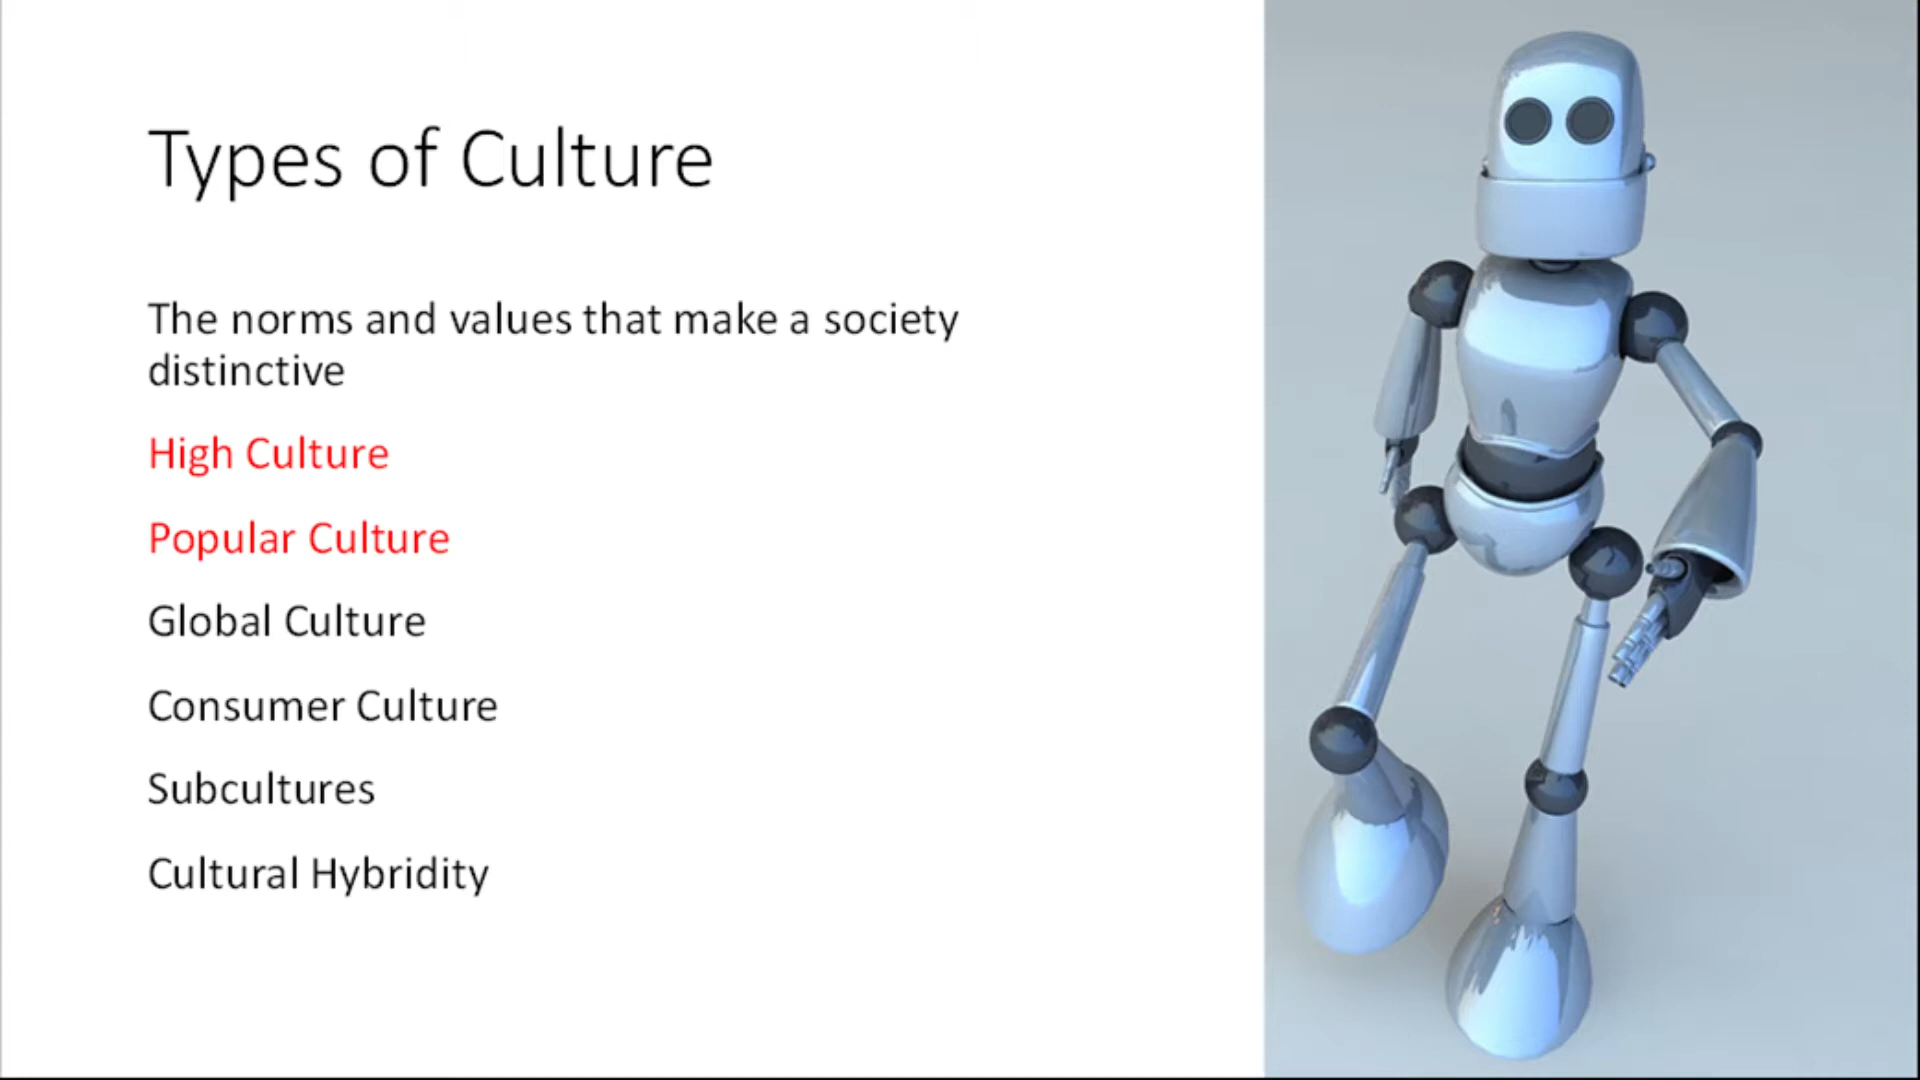 Types of Culture
The norms and values that make a society
distinctive
High Culture
Popular Culture
Global Culture
Consumer Culture
Subcultures
Cultural Hybridity